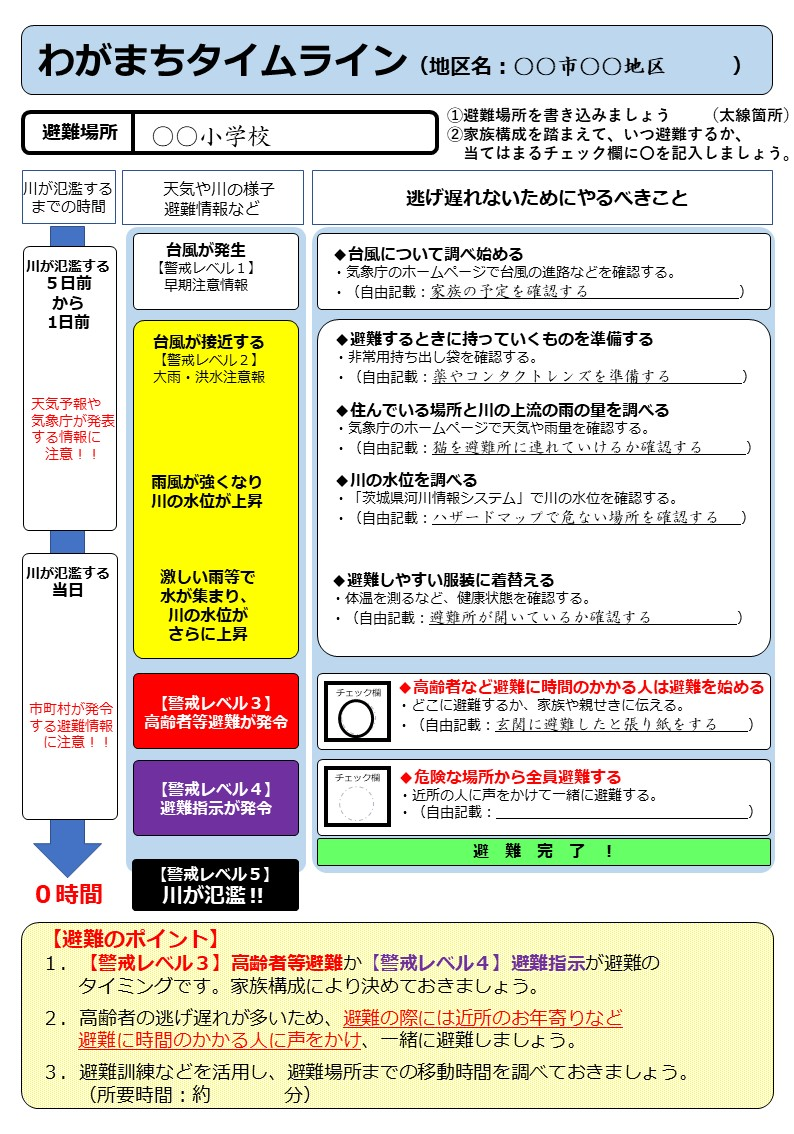 わがまちタイムライン（地区名：〇〇市〇〇地区　　　）
避難場所
〇〇小学校
①避難場所を書き込みましょう　　（太線箇所）
②家族構成を踏まえて、いつ避難するか、
当てはまるチェック欄に〇を記入しましょう。
川が氾濫する
までの時間
天気や川の様子
避難情報など
逃げ遅れないためにやるべきこと
川が氾濫する
５日前
から
1日前
天気予報や
気象庁が発表
する情報に
注意！！
台風が発生
【警戒レベル１】
早期注意情報
◆台風について調べ始める
・気象庁のホームページで台風の進路などを確認する。
・（自由記載：家族の予定を確認する　　　）
台風が接近する
【警戒レベル２】
大雨・洪水注意報
◆避難するときに持っていくものを準備する
・非常用持ち出し袋を確認する。
・（自由記載：薬やコンタクトレンズを準備する　　　）
◆住んでいる場所と川の上流の雨の量を調べる
・気象庁のホームページで天気や雨量を確認する。
・（自由記載：猫を避難所に連れていけるか確認する　　　）
雨風が強くなり
川の水位が上昇
◆川の水位を調べる
・「茨城県河川情報システム」で川の水位を確認する。
・（自由記載：ハザードマップで危ない場所を確認する　　）
川が氾濫する
当日
市町村が発令
する避難情報
に注意！！
激しい雨等で
水が集まり、
川の水位が
さらに上昇
◆避難しやすい服装に着替える
・体温を測るなど、健康状態を確認する。
・（自由記載：避難所が開いているか確認する　　　）
【警戒レベル３】
高齢者等避難が発令
チェック欄
◆高齢者など避難に時間のかかる人は避難を始める
・どこに避難するか、家族や親せきに伝える。
・（自由記載：玄関に避難したと張り紙をする　　）
【警戒レベル４】
避難指示が発令
チェック欄
◆危険な場所から全員避難する
・近所の人に声をかけて一緒に避難する。
・（自由記載：　　　　　　　　）
避　難　完　了　！
０時間
【警戒レベル５】
川が氾濫!!
【避難のポイント】
１．【警戒レベル３】高齢者等避難か【警戒レベル４】避難指示が避難の
タイミングです。家族構成により決めておきましょう。
２．高齢者の逃げ遅れが多いため、避難の際には近所のお年寄りなど
避難に時間のかかる人に声をかけ、一緒に避難しましょう。
３．避難訓練などを活用し、避難場所までの移動時間を調べておきましょう。
（所要時間：約　　　　分）